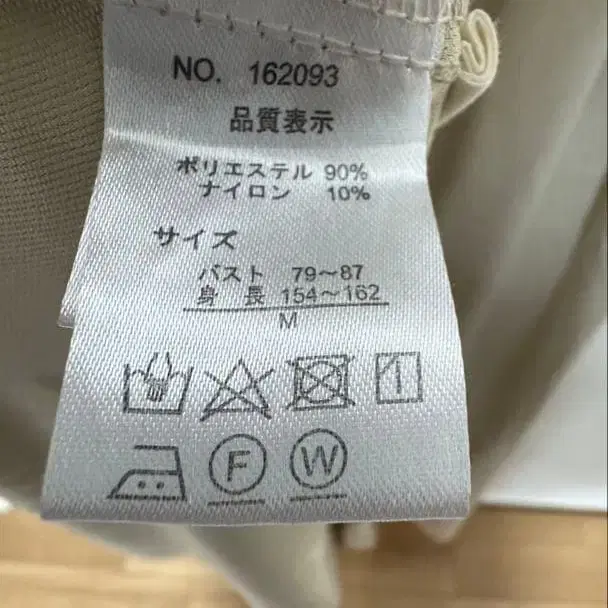 NO. 162093
品質表示
ポリエステル 90%
ナイロン 10%
サイズ
バスト 79～87
身 長 154～162
M
F W